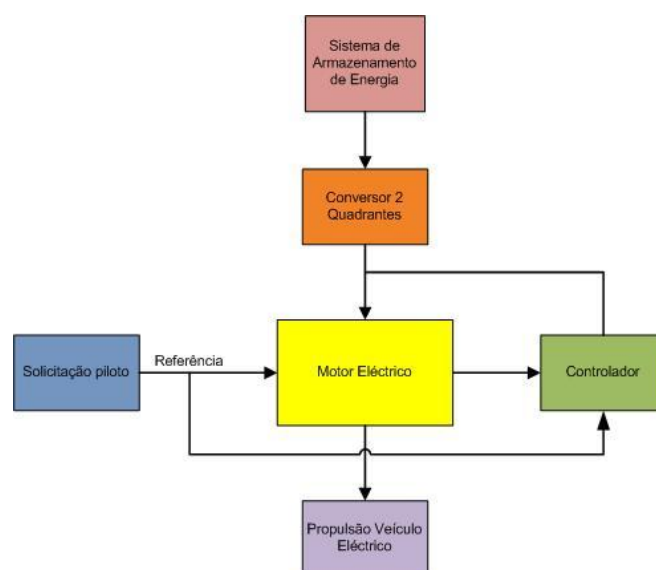 Sistema de
Armazenamento
de Energia
Conversor 2
Quadrantes
Referência
Solicitação piloto
Motor Eléctrico
Controlador
Propulsão Veículo
Eléctrico